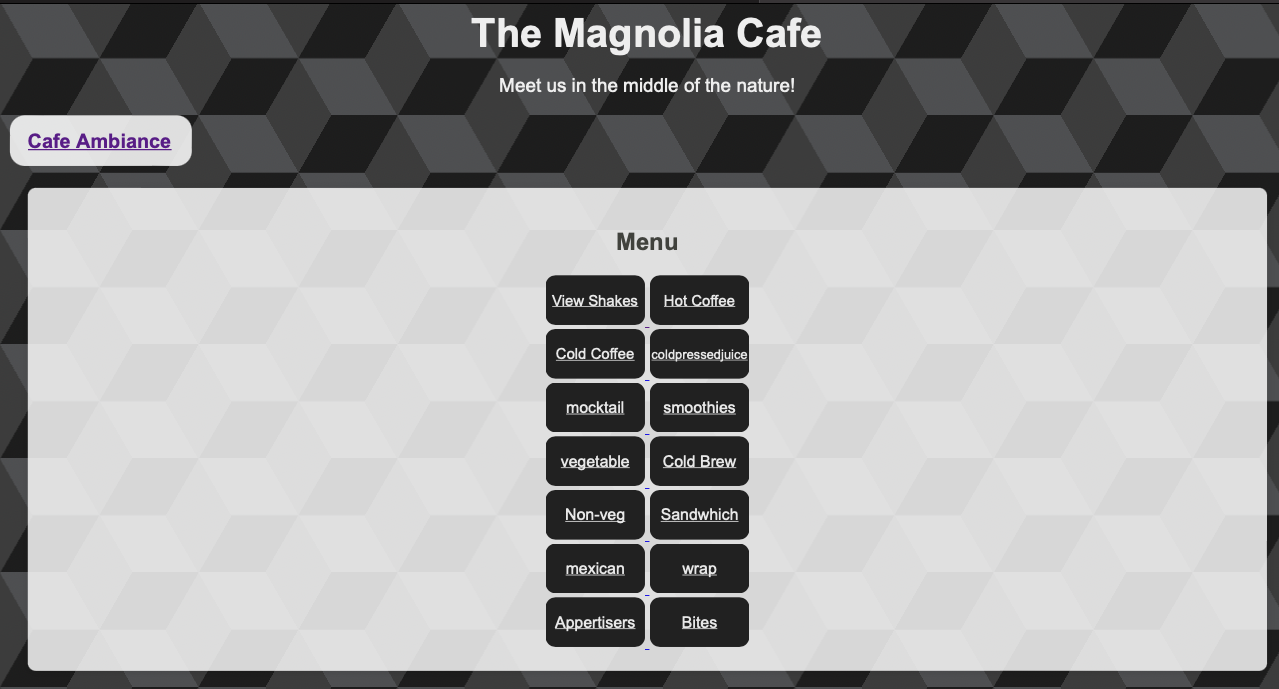 The Magnolia Cafe
Meet us in the middle of the nature!
Cafe Ambiance
Menu
View Shakes Hot Coffee
Cold Coffee coldpressedjuice
mocktail smoothies
vegetable Cold Brew
Non-veg Sandwhich
mexican wrap
Appertisers Bites